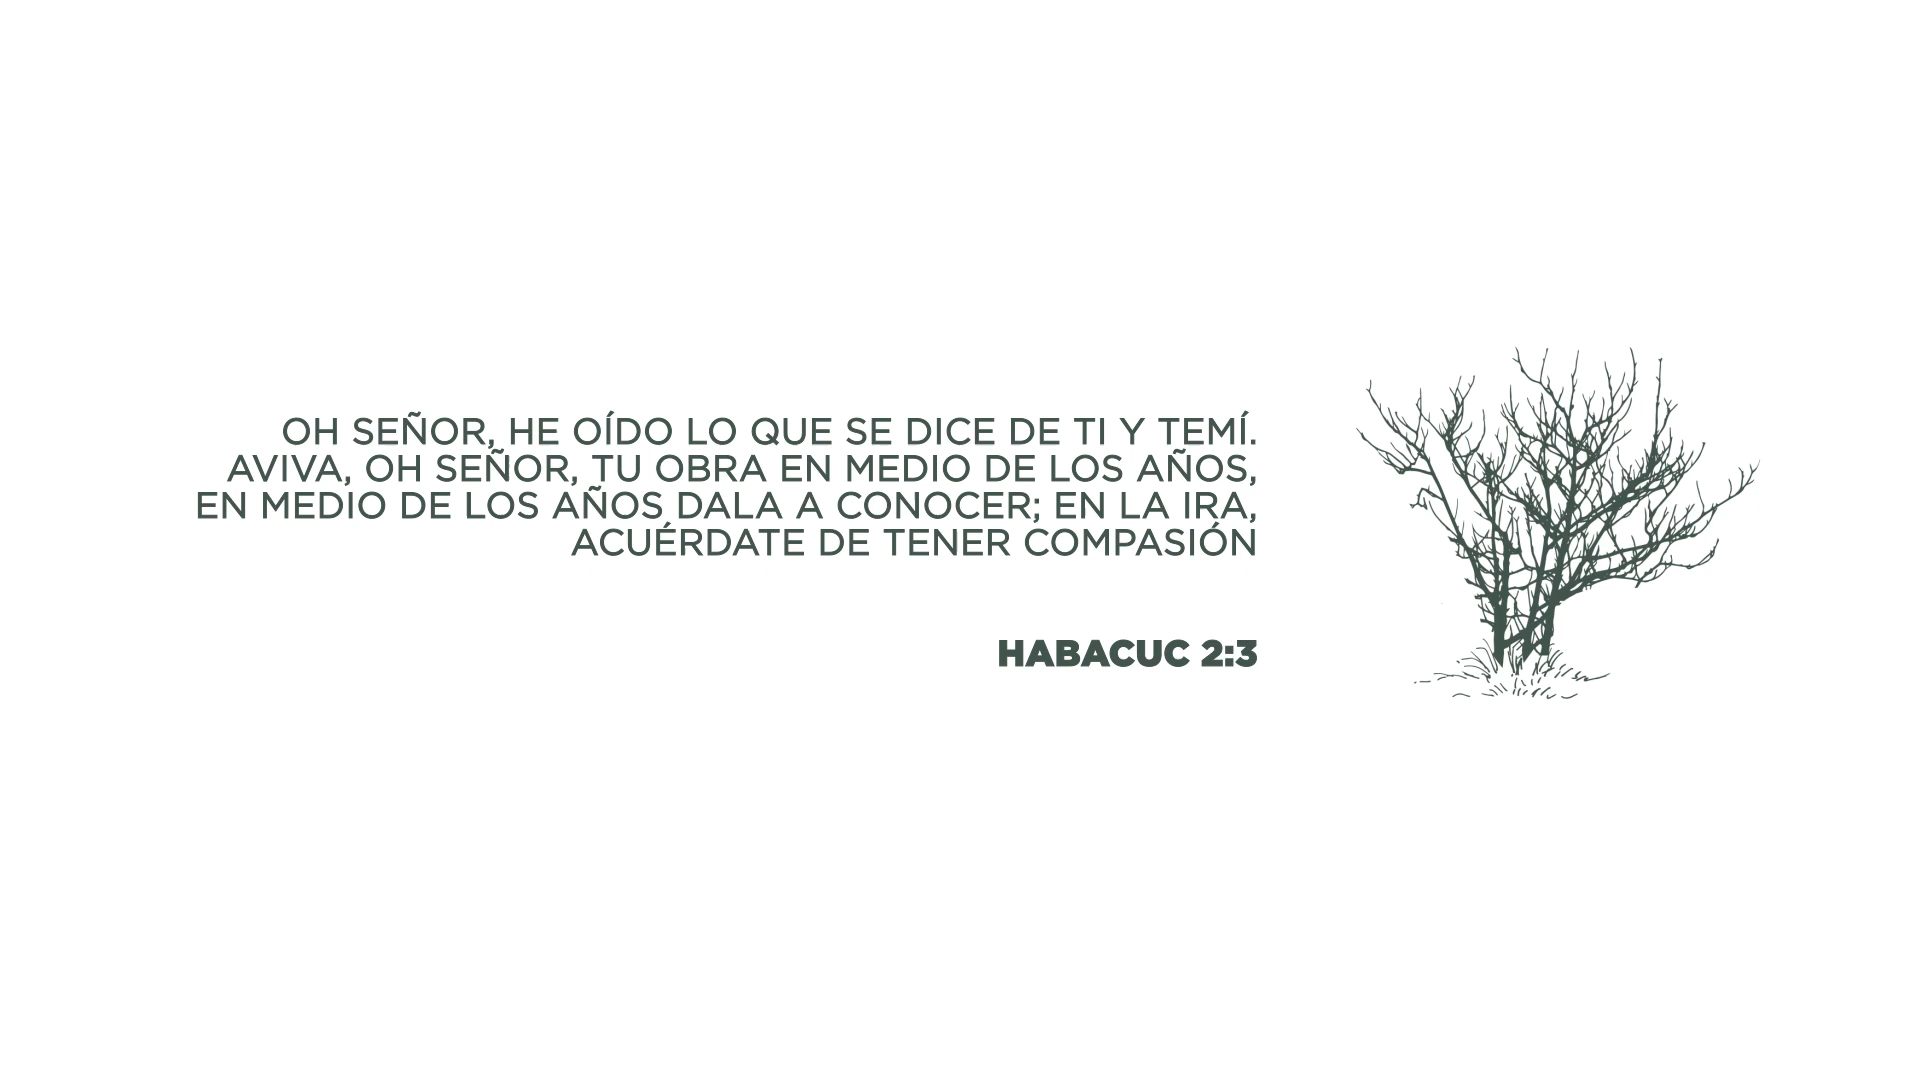 OH SEÑOR, HE OÍDO LO QUE SE DICE DE TI Y TEMÍ.
AVIVA, OH SEÑOR, TU OBRA EN MEDIO DE LOS AÑOS,
EN MEDIO DE LOS AÑOS DALA A CONOCER; EN LA IRA,
ACUÉRDATE DE TENER COMPASIÓN
HABACUC 2:3